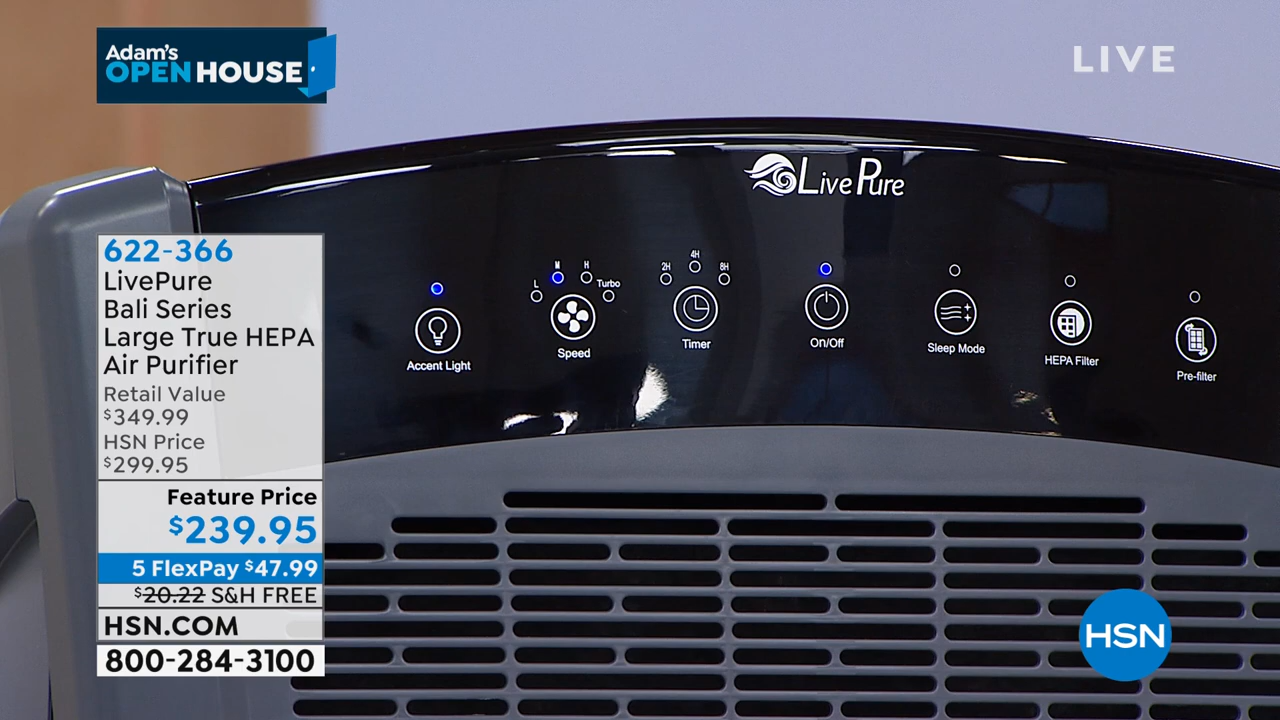 Adam's
OPEN HOUSE
LIVE
LivePure
622-366
LivePure
Bali Series
Large True HEPA
Air Purifier
Retail Value
$349.99
HSN Price
$299.95
Feature Price
$239.95
5 FlexPay $47.99
$20.22 S&H FREE
HSN.COM
800-284-3100
L
M
H
Turbo
Speed
2H
4H
8H
Timer
Accent Light
On/Off
Sleep Mode
HEPA Filter
Pre-filter
HSN